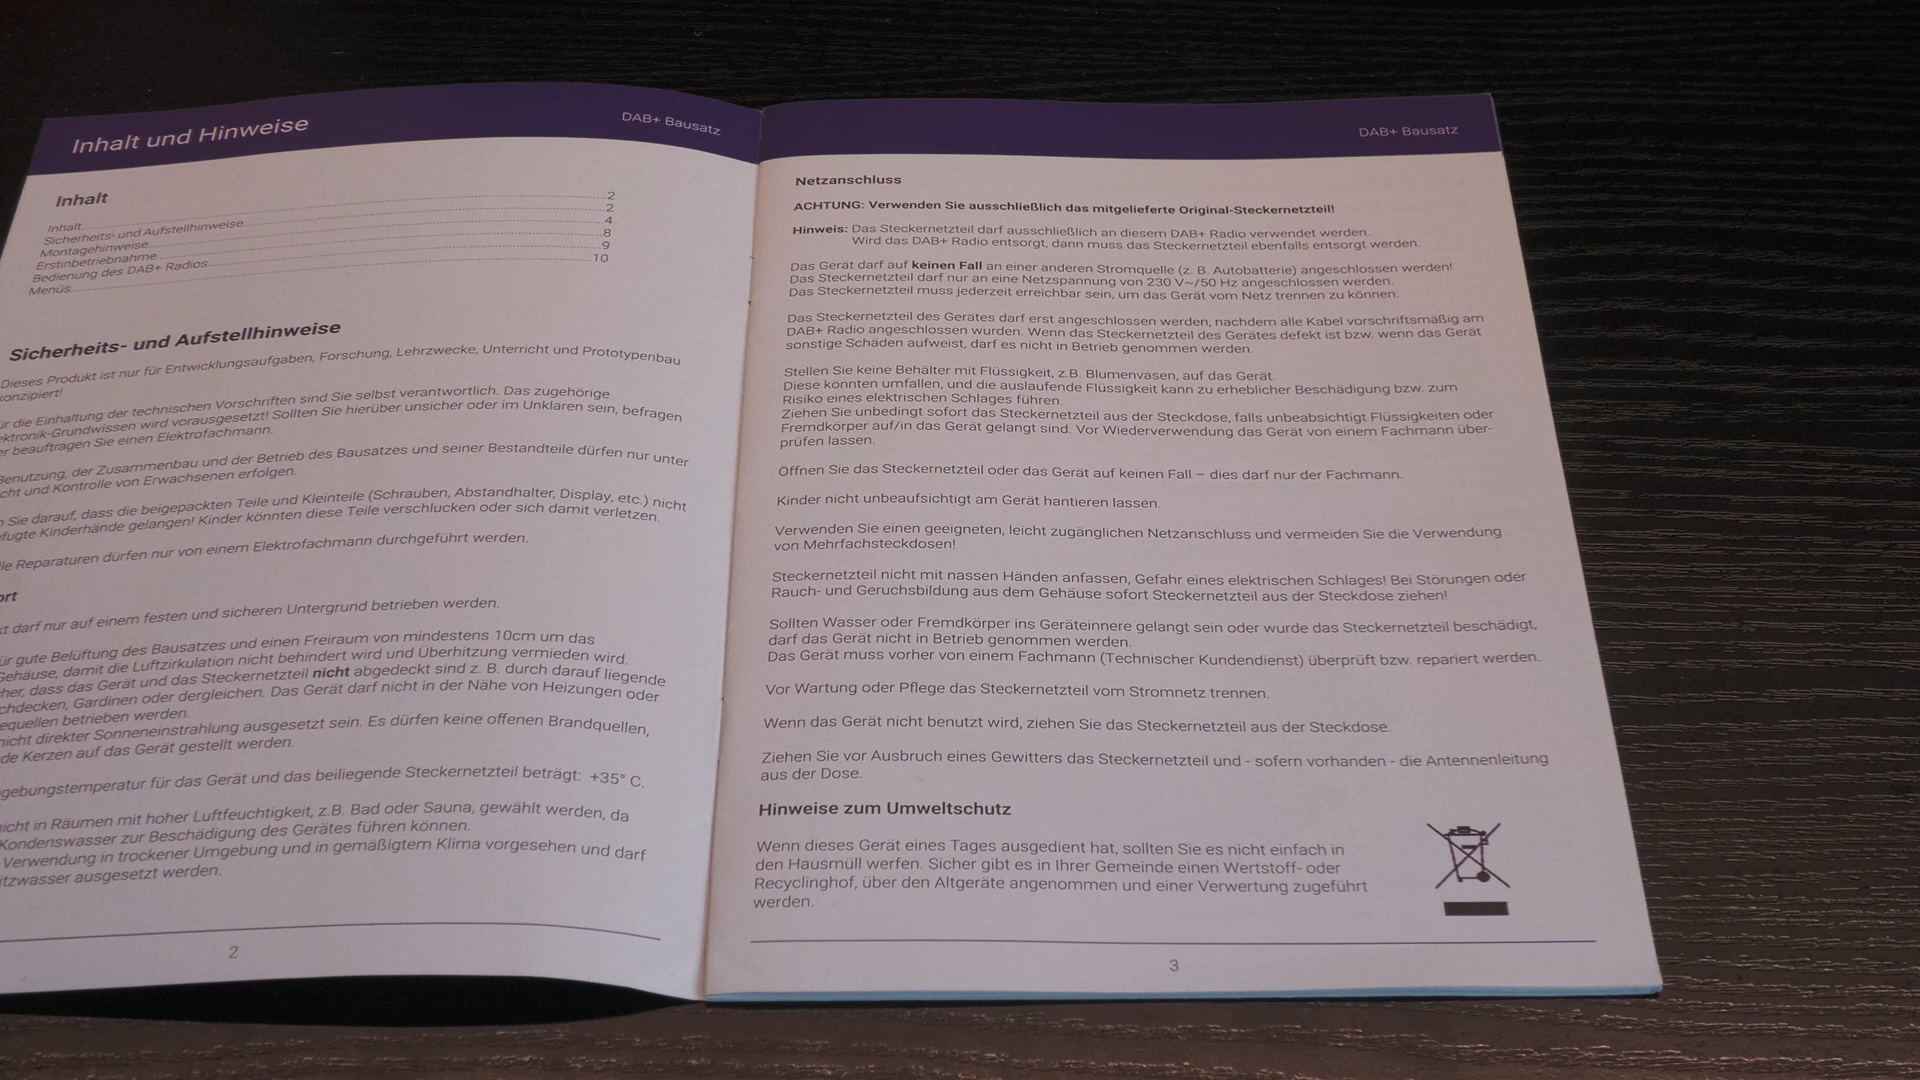 Inhalt und Hinweise
DAB+ Bausatz
Inhalt
Inhalt 2
Sicherheits- und Aufstellhinweise 2
Montagehinweise 4
Erstinbetriebnahme 8
Bedienung des DAB+ Radios 9
Menüs 10
Sicherheits- und Aufstellhinweise
Dieses Produkt ist nur für Entwicklungsaufgaben, Forschung, Lehrzwecke, Unterricht und Prototypenbau
konzipiert!
die Einhaltung der technischen Vorschriften sind Sie selbst verantwortlich. Das zugehörige
ektronik-Grundwissen wird vorausgesetzt! Sollten Sie hierüber unsicher oder im Unklaren sein, befragen
er beauftragen Sie einen Elektrofachmann.
Benutzung, der Zusammenbau und der Betrieb des Bausatzes und seiner Bestandteile dürfen nur unter
cht und Kontrolle von Erwachsenen erfolgen.
Sie darauf, dass die beigepackten Teile und Kleinteile (Schrauben, Abstandhalter, Display, etc.) nicht
fugte Kinderhände gelangen! Kinder könnten diese Teile verschlucken oder sich damit verletzen.
le Reparaturen dürfen nur von einem Elektrofachmann durchgeführt werden.
ort
kt darf nur auf einem festen und sicheren Untergrund betrieben werden.
ür gute Belüftung des Bausatzes und einen Freiraum von mindestens 10cm um das
Gehäuse, damit die Luftzirkulation nicht behindert wird und Überhitzung vermieden wird.
her, dass das Gerät und das Steckernetzteil nicht abgedeckt sind z. B. durch darauf liegende
chdecken, Gardinen oder dergleichen. Das Gerät darf nicht in der Nähe von Heizungen oder
equellen betrieben werden.
nicht direkter Sonneneinstrahlung ausgesetzt sein. Es dürfen keine offenen Brandquellen,
de Kerzen auf das Gerät gestellt werden.
gebungstemperatur für das Gerät und das beiliegende Steckernetzteil beträgt: +35° C.
icht in Räumen mit hoher Luftfeuchtigkeit, z.B. Bad oder Sauna, gewählt werden, da
Kondenswasser zur Beschädigung des Gerätes führen können.
Verwendung in trockener Umgebung und in gemäßigtem Klima vorgesehen und darf
itzwasser ausgesetzt werden.
2
DAB+ Bausatz
Netzanschluss
ACHTUNG: Verwenden Sie ausschließlich das mitgelieferte Original-Steckernetzteil!
Hinweis: Das Steckernetzteil darf ausschließlich an diesem DAB+ Radio verwendet werden.
Wird das DAB+ Radio entsorgt, dann muss das Steckernetzteil ebenfalls entsorgt werden.
Das Gerät darf auf keinen Fall an einer anderen Stromquelle (z. B. Autobatterie) angeschlossen werden!
Das Steckernetzteil darf nur an eine Netzspannung von 230 V~/50 Hz angeschlossen werden.
Das Steckernetzteil muss jederzeit erreichbar sein, um das Gerät vom Netz trennen zu können.
Das Steckernetzteil des Gerätes darf erst angeschlossen werden, nachdem alle Kabel vorschriftsmäßig am
DAB+ Radio angeschlossen wurden. Wenn das Steckernetzteil des Gerätes defekt ist bzw. wenn das Gerät
sonstige Schäden aufweist, darf es nicht in Betrieb genommen werden.
Stellen Sie keine Behälter mit Flüssigkeit, z.B. Blumenvasen, auf das Gerät.
Diese könnten umfallen, und die auslaufende Flüssigkeit kann zu erheblicher Beschädigung bzw. zum
Risiko eines elektrischen Schlages führen.
Ziehen Sie unbedingt sofort das Steckernetzteil aus der Steckdose, falls unbeabsichtigt Flüssigkeiten oder
Fremdkörper auf/in das Gerät gelangt sind. Vor Wiederverwendung das Gerät von einem Fachmann über-
prüfen lassen.
Öffnen Sie das Steckernetzteil oder das Gerät auf keinen Fall – dies darf nur der Fachmann.
Kinder nicht unbeaufsichtigt am Gerät hantieren lassen.
Verwenden Sie einen geeigneten, leicht zugänglichen Netzanschluss und vermeiden Sie die Verwendung
von Mehrfachsteckdosen!
Steckernetzteil nicht mit nassen Händen anfassen, Gefahr eines elektrischen Schlages! Bei Störungen oder
Rauch- und Geruchsbildung aus dem Gehäuse sofort Steckernetzteil aus der Steckdose ziehen!
Sollten Wasser oder Fremdkörper ins Geräteinnere gelangt sein oder wurde das Steckernetzteil beschädigt,
darf das Gerät nicht in Betrieb genommen werden.
Das Gerät muss vorher von einem Fachmann (Technischer Kundendienst) überprüft bzw. repariert werden.
Vor Wartung oder Pflege das Steckernetzteil vom Stromnetz trennen.
Wenn das Gerät nicht benutzt wird, ziehen Sie das Steckernetzteil aus der Steckdose.
Ziehen Sie vor Ausbruch eines Gewitters das Steckernetzteil und - sofern vorhanden - die Antennenleitung
aus der Dose.
Hinweise zum Umweltschutz
Wenn dieses Gerät eines Tages ausgedient hat, sollten Sie es nicht einfach in
den Hausmüll werfen. Sicher gibt es in Ihrer Gemeinde einen Wertstoff- oder
Recyclinghof, über den Altgeräte angenommen und einer Verwertung zugeführt
werden.
3